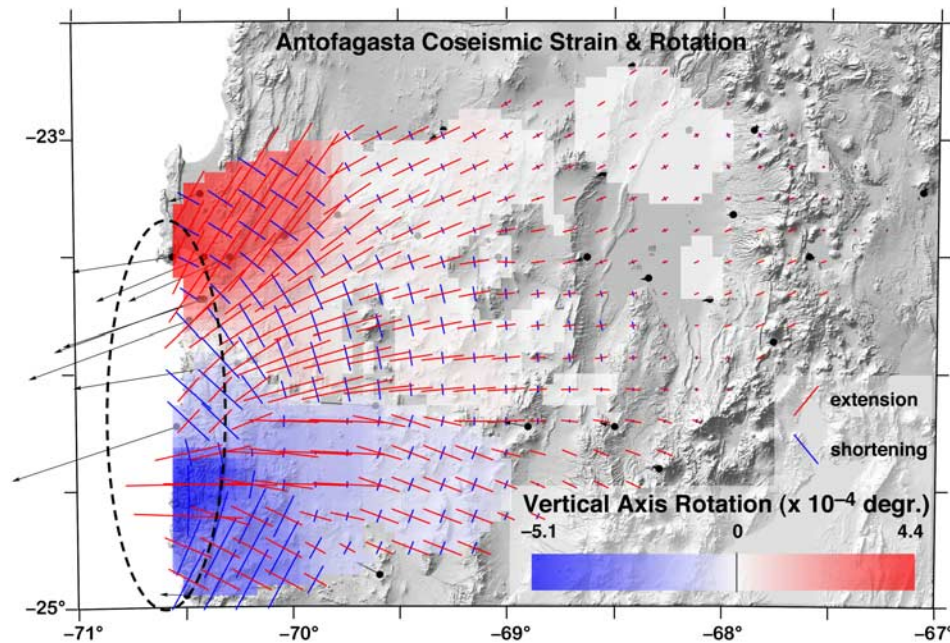 Antofagasta Coseismic Strain & Rotation
−23°
extension
shortening
Vertical Axis Rotation (x 10⁻⁴ degr.)
−5.1 0 4.4
−25°
−71° −70° −69° −68° −67°